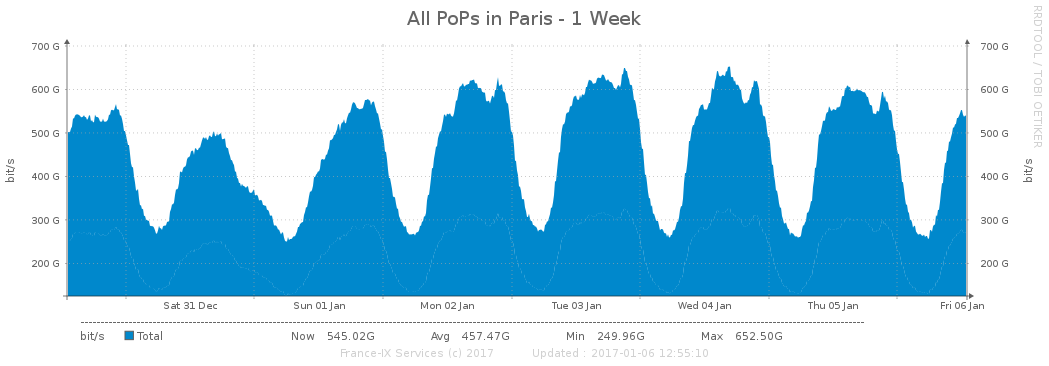 All PoPs in Paris - 1 Week
RRDTOOL / TOBI OETIKER
700 G 700 G
600 G 600 G
500 G 500 G
400 G 400 G
300 G 300 G
200 G 200 G
bit/s bit/s
Sat 31 Dec Sun 01 Jan Mon 02 Jan Tue 03 Jan Wed 04 Jan Thu 05 Jan Fri 06 Jan
bit/s Total Now 545.02G Avg 457.47G Min 249.96G Max 652.50G
France-IX Services (c) 2017 Updated : 2017-01-06 12:55:10